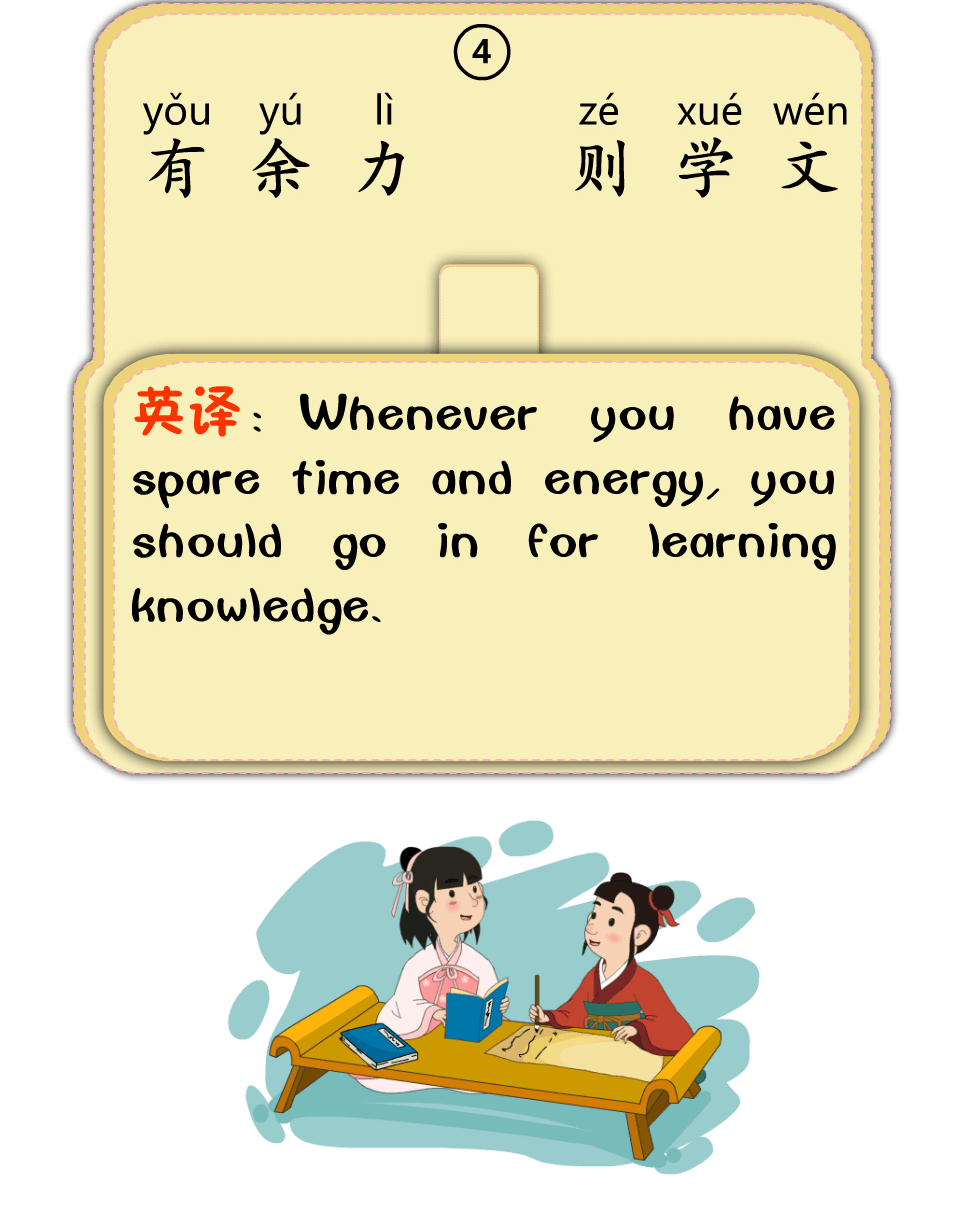 4
yǒu yú lì zé xué wén
有 余 力 则 学 文
英译: Whenever you have
spare time and energy, you
should go in for learning
knowledge.